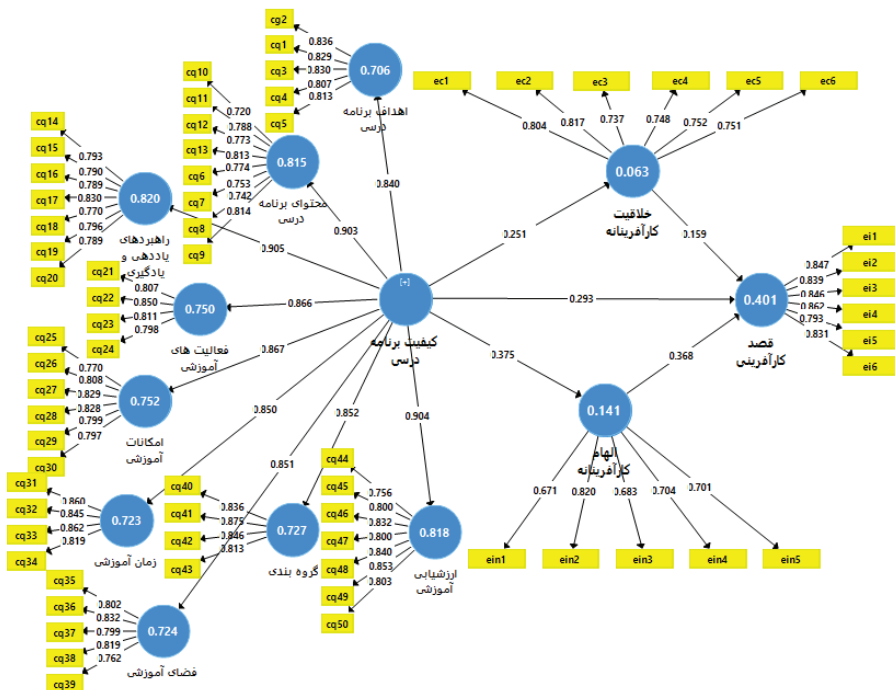 cg2
cq1
cq3
cq4
cq5
0.836
0.829
0.830
0.807
0.813
0.706
اهداف برنامه
درسی
cq10
cq11
cq12
cq13
cq6
cq7
cq8
cq9
0.720
0.788
0.773
0.813
0.774
0.753
0.742
0.814
0.815
محتوای برنامه
درسی
cq14
cq15
cq16
cq17
cq18
cq19
cq20
0.793
0.790
0.789
0.830
0.770
0.796
0.789
0.820
راهبردهای
یاددهی و
یادگیری
cq21
cq22
cq23
cq24
0.807
0.850
0.811
0.798
0.750
فعالیت های
آموزشی
cq25
cq26
cq27
cq28
cq29
cq30
0.770
0.808
0.829
0.828
0.799
0.797
0.752
امکانات
آموزشی
cq31
cq32
cq33
cq34
0.860
0.845
0.862
0.819
0.723
زمان آموزشی
cq35
cq36
cq37
cq38
cq39
0.802
0.832
0.799
0.819
0.762
0.724
فضای آموزشی
cq40
cq41
cq42
cq43
0.836
0.875
0.846
0.813
0.727
گروه بندی
cq44
cq45
cq46
cq47
cq48
cq49
cq50
0.756
0.800
0.832
0.800
0.840
0.853
0.803
0.818
ارزشیابی
آموزشی
0.840
0.903
0.905
0.866
0.867
0.850
0.851
0.852
0.904
[+]
کیفیت برنامه
درسی
0.251
0.293
0.375
ec1
ec2
ec3
ec4
ec5
ec6
0.804
0.817
0.737
0.748
0.752
0.751
0.063
خلاقیت
کارآفرینانه
0.159
0.368
0.401
قصد
کارآفرینی
ei1
ei2
ei3
ei4
ei5
ei6
0.847
0.839
0.846
0.862
0.793
0.831
0.141
الهام
کارآفرینانه
0.671
0.820
0.683
0.704
0.701
ein1
ein2
ein3
ein4
ein5